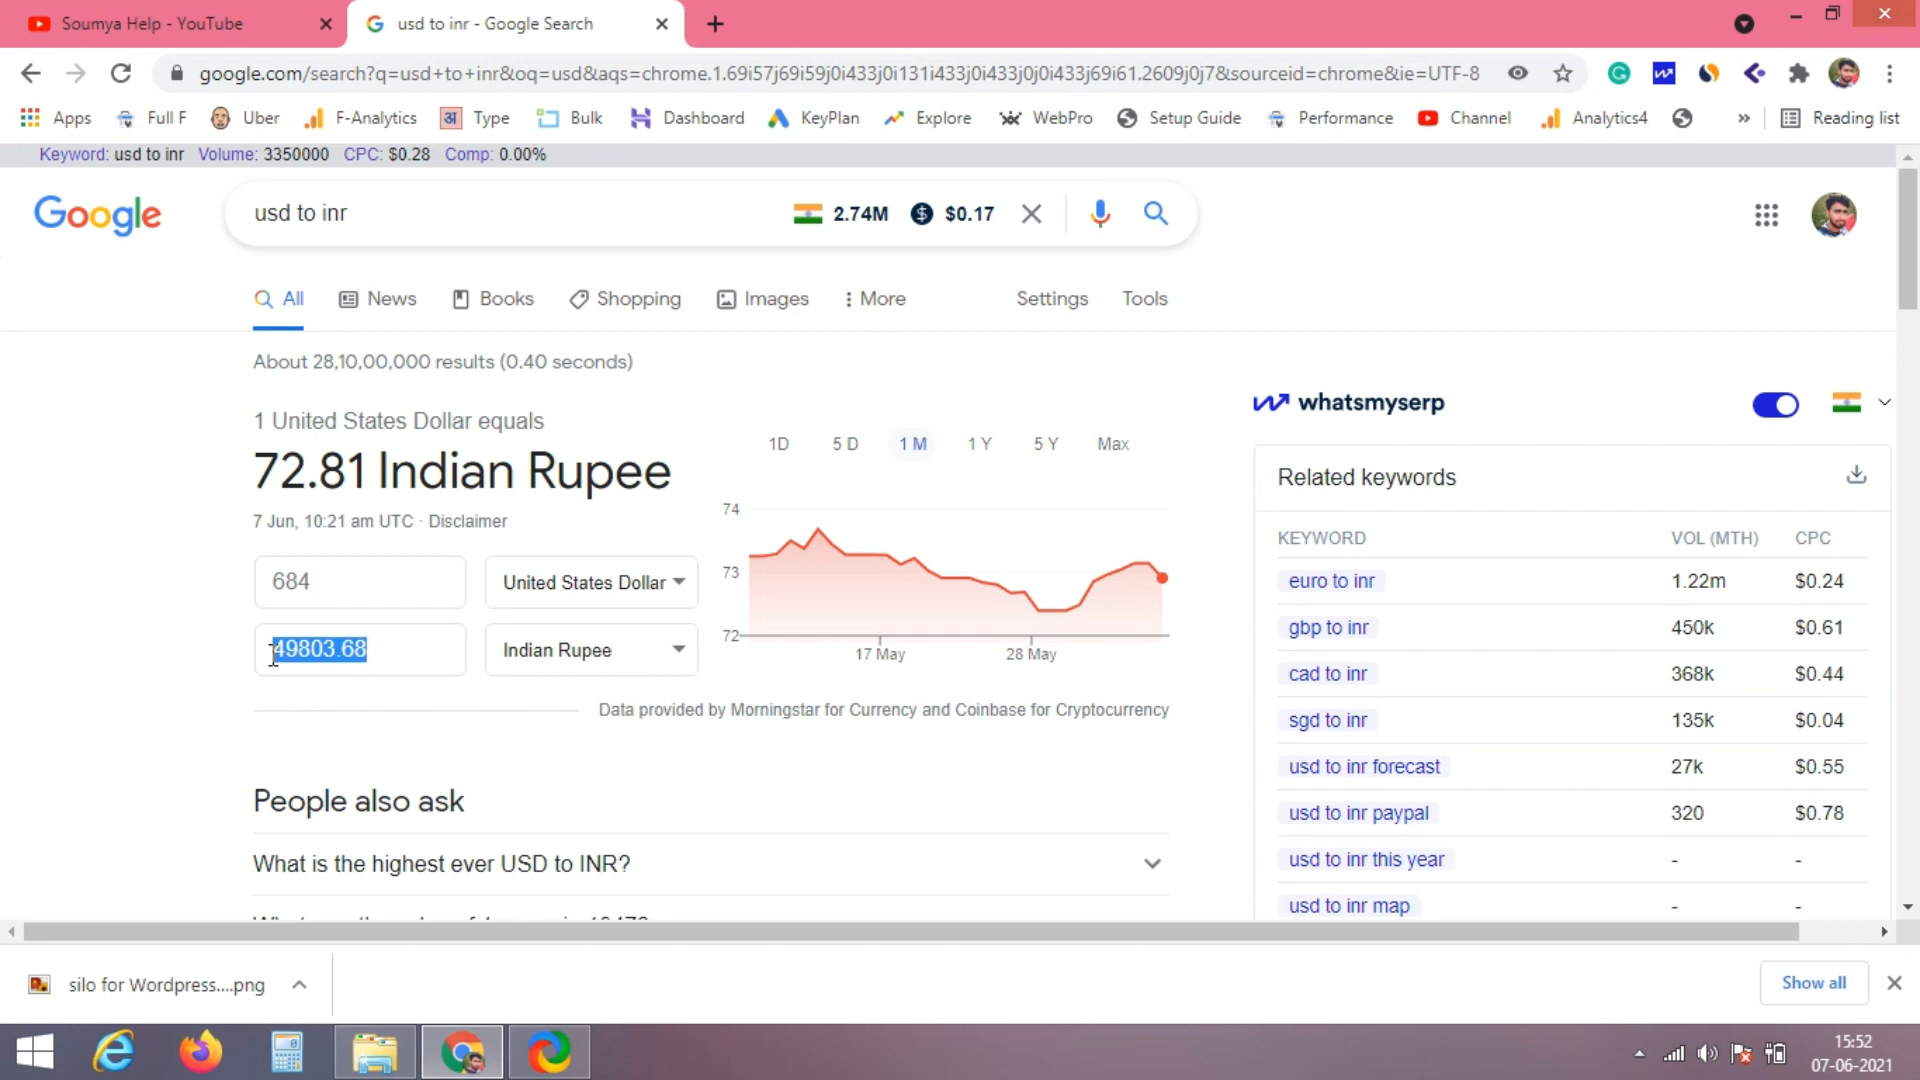 Soumya Help - YouTube
usd to inr - Google Search
google.com/search?q=usd+to+inr&oq=usd&aqs=chrome.1.69i57j69i59j0i433j0i131i433j0i433j0j0i433j69i61.2609j0j7&sourceid=chrome&ie=UTF-8
Apps Full F Uber F-Analytics Type Bulk Dashboard KeyPlan Explore WebPro Setup Guide Performance Channel Analytics4 » Reading list
Keyword: usd to inr Volume: 3350000 CPC: $0.28 Comp: 0.00%
Google
usd to inr 2.74M $0.17
All News Books Shopping Images More Settings Tools
About 28,10,00,000 results (0.40 seconds)
1 United States Dollar equals
72.81 Indian Rupee
7 Jun, 10:21 am UTC · Disclaimer
684 United States Dollar
49803.68 Indian Rupee
1D 5 D 1 M 1 Y 5 Y Max
74
73
72
17 May 28 May
Data provided by Morningstar for Currency and Coinbase for Cryptocurrency
People also ask
What is the highest ever USD to INR?
whatsmyserp
Related keywords
KEYWORD VOL (MTH) CPC
euro to inr 1.22m $0.24
gbp to inr 450k $0.61
cad to inr 368k $0.44
sgd to inr 135k $0.04
usd to inr forecast 27k $0.55
usd to inr paypal 320 $0.78
usd to inr this year - -
usd to inr map - -
silo for Wordpress....png
Show all
15:52
07-06-2021